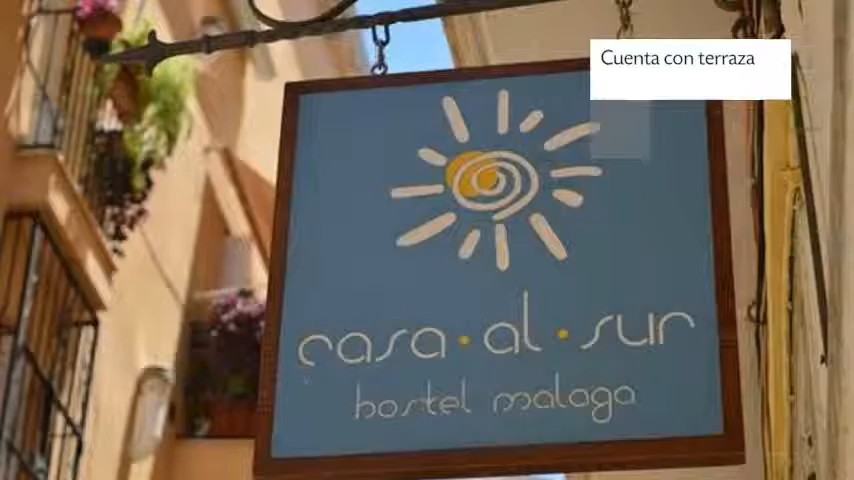 Cuenta con terraza
casa · al · sur
hostel malaga